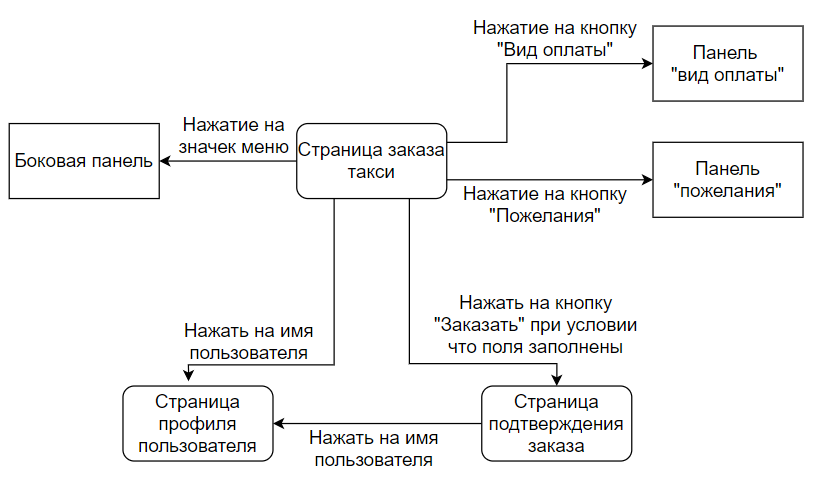 Нажатие на кнопку
"Вид оплаты"
Панель
"вид оплаты"
Нажатие на
значек меню
Боковая панель
Страница заказа
такси
Панель
"пожелания"
Нажатие на кнопку
"Пожелания"
Нажать на кнопку
"Заказать" при условии
что поля заполнены
Нажать на имя
пользователя
Страница
профиля
пользователя
Страница
подтверждения
заказа
Нажать на имя
пользователя